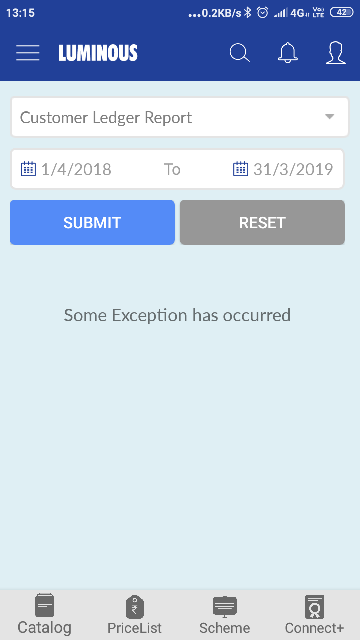 13:15 ...0.2KB/s 4G Vo LTE 42
LUMINOUS
Customer Ledger Report
1/4/2018 To 31/3/2019
SUBMIT RESET
Some Exception has occurred
Catalog PriceList Scheme Connect+